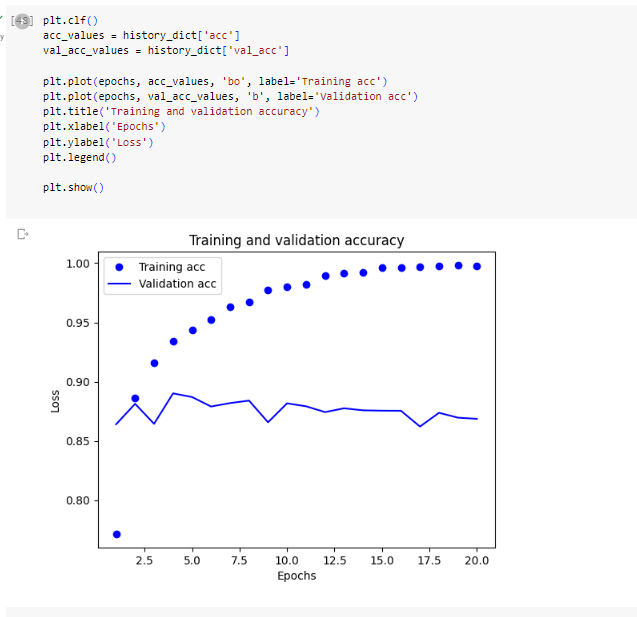 [48] plt.clf()
acc_values = history_dict['acc']
val_acc_values = history_dict['val_acc']
plt.plot(epochs, acc_values, 'bo', label='Training acc')
plt.plot(epochs, val_acc_values, 'b', label='Validation acc')
plt.title('Training and validation accuracy')
plt.xlabel('Epochs')
plt.ylabel('Loss')
plt.legend()
plt.show()
Training and validation accuracy
Training acc
Validation acc
1.00
0.95
0.90
0.85
0.80
Loss
2.5 5.0 7.5 10.0 12.5 15.0 17.5 20.0
Epochs